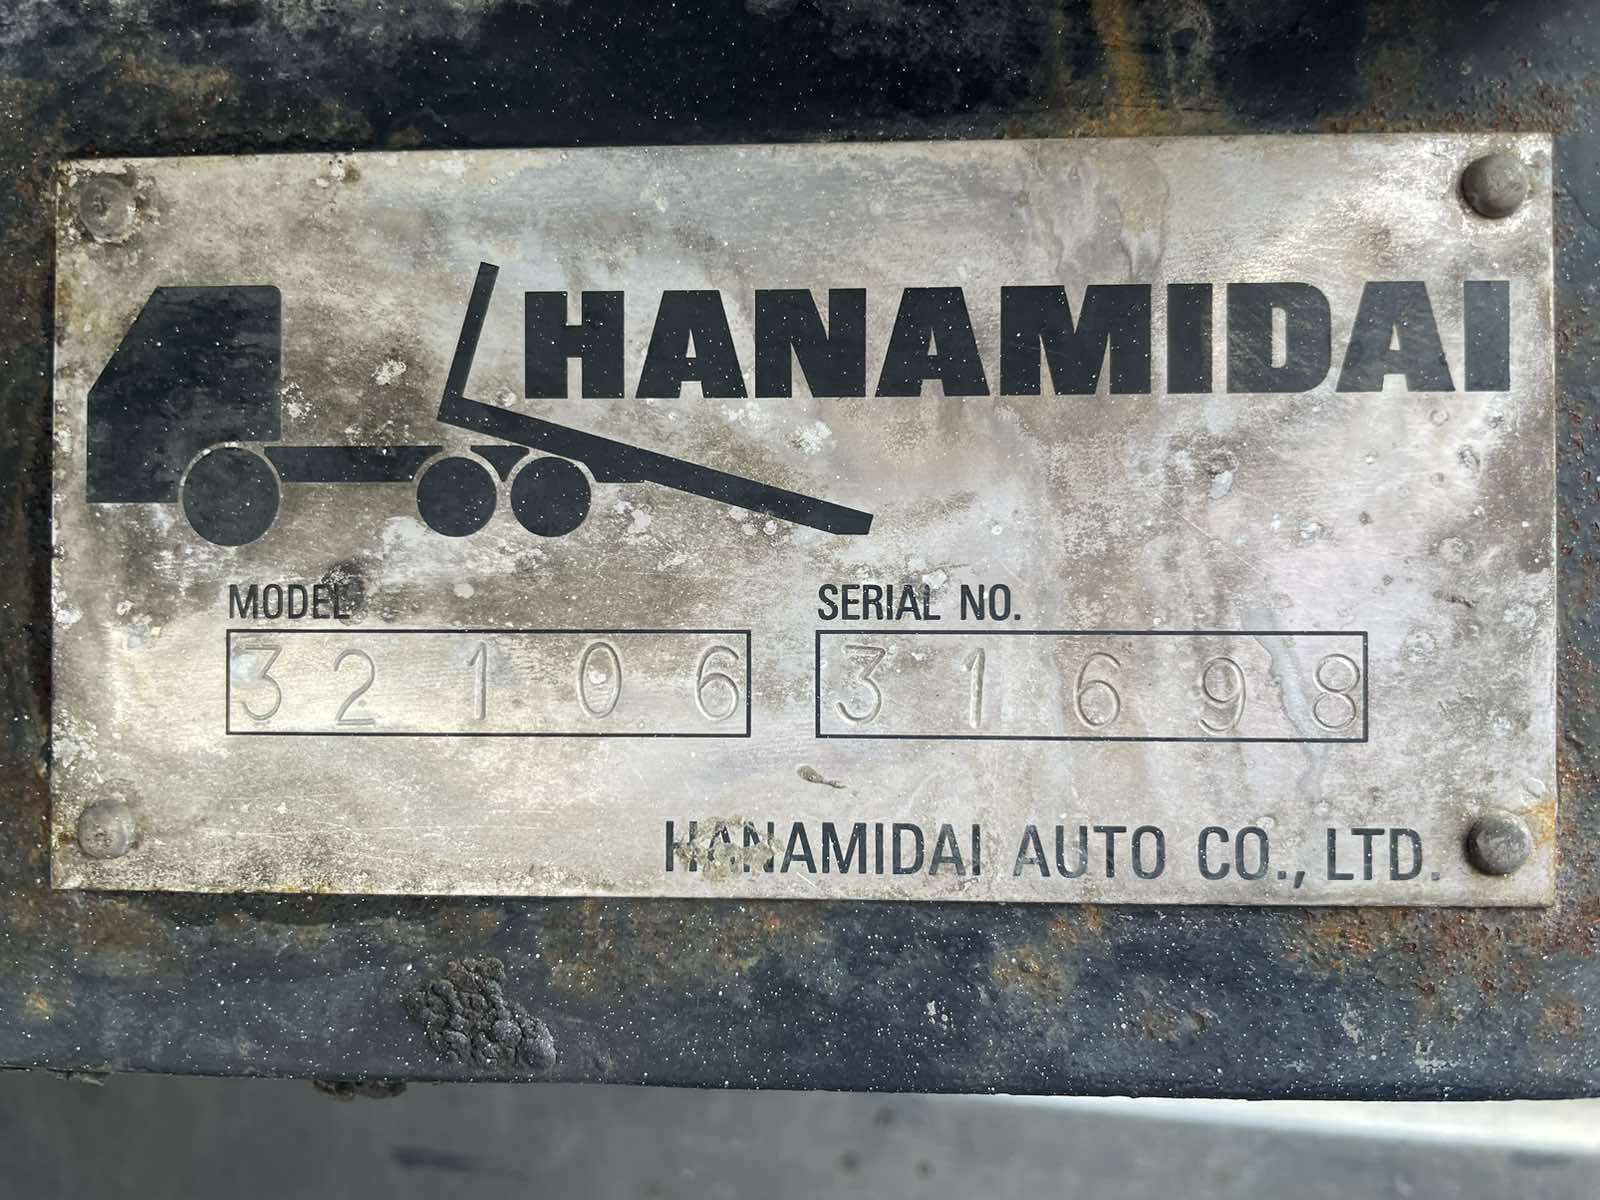 HANAMIDAI
MODEL SERIAL NO.
32106 31698
HANAMIDAI AUTO CO., LTD.